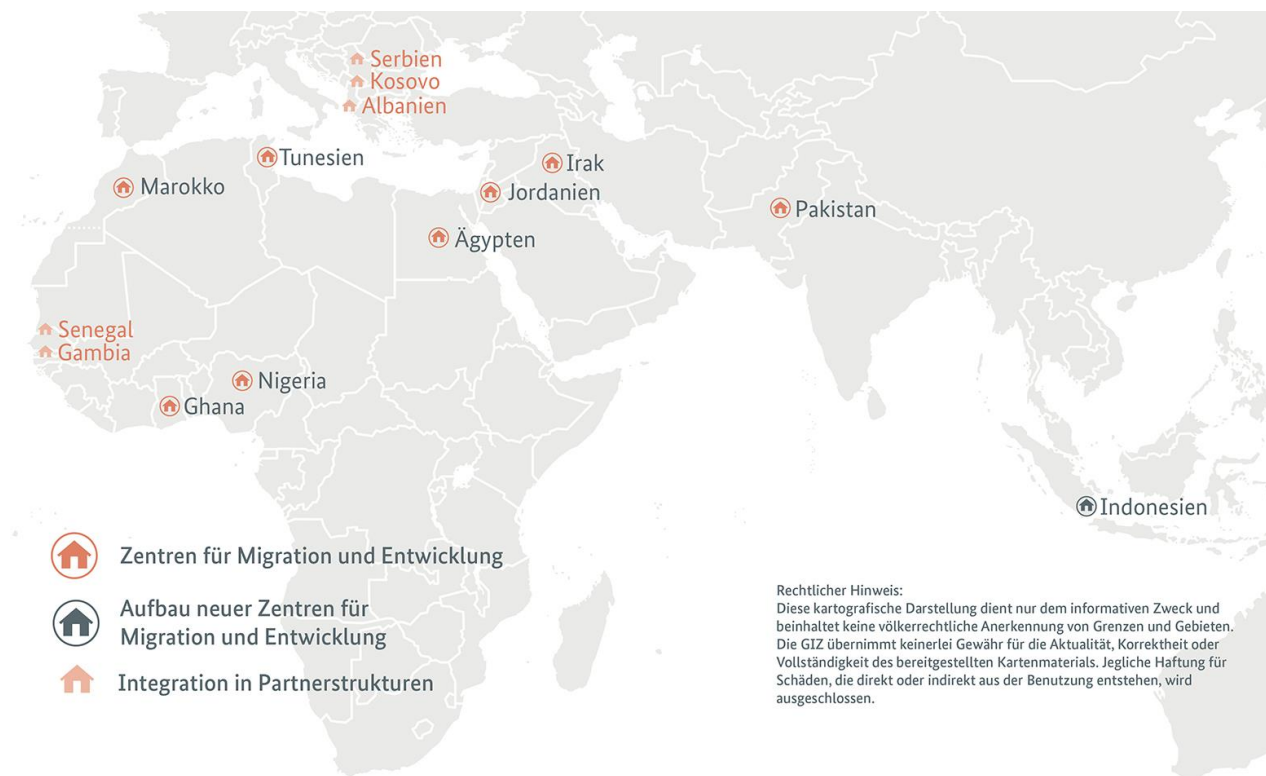 Serbien
Kosovo
Albanien
Tunesien
Irak
Marokko
Jordanien
Pakistan
Ägypten
Senegal
Gambia
Nigeria
Ghana
Indonesien
Zentren für Migration und Entwicklung
Aufbau neuer Zentren für
Migration und Entwicklung
Integration in Partnerstrukturen
Rechtlicher Hinweis:
Diese kartografische Darstellung dient nur dem informativen Zweck und
beinhaltet keine völkerrechtliche Anerkennung von Grenzen und Gebieten.
Die GIZ übernimmt keinerlei Gewähr für die Aktualität, Korrektheit oder
Vollständigkeit des bereitgestellten Kartenmaterials. Jegliche Haftung für
Schäden, die direkt oder indirekt aus der Benutzung entstehen, wird
ausgeschlossen.